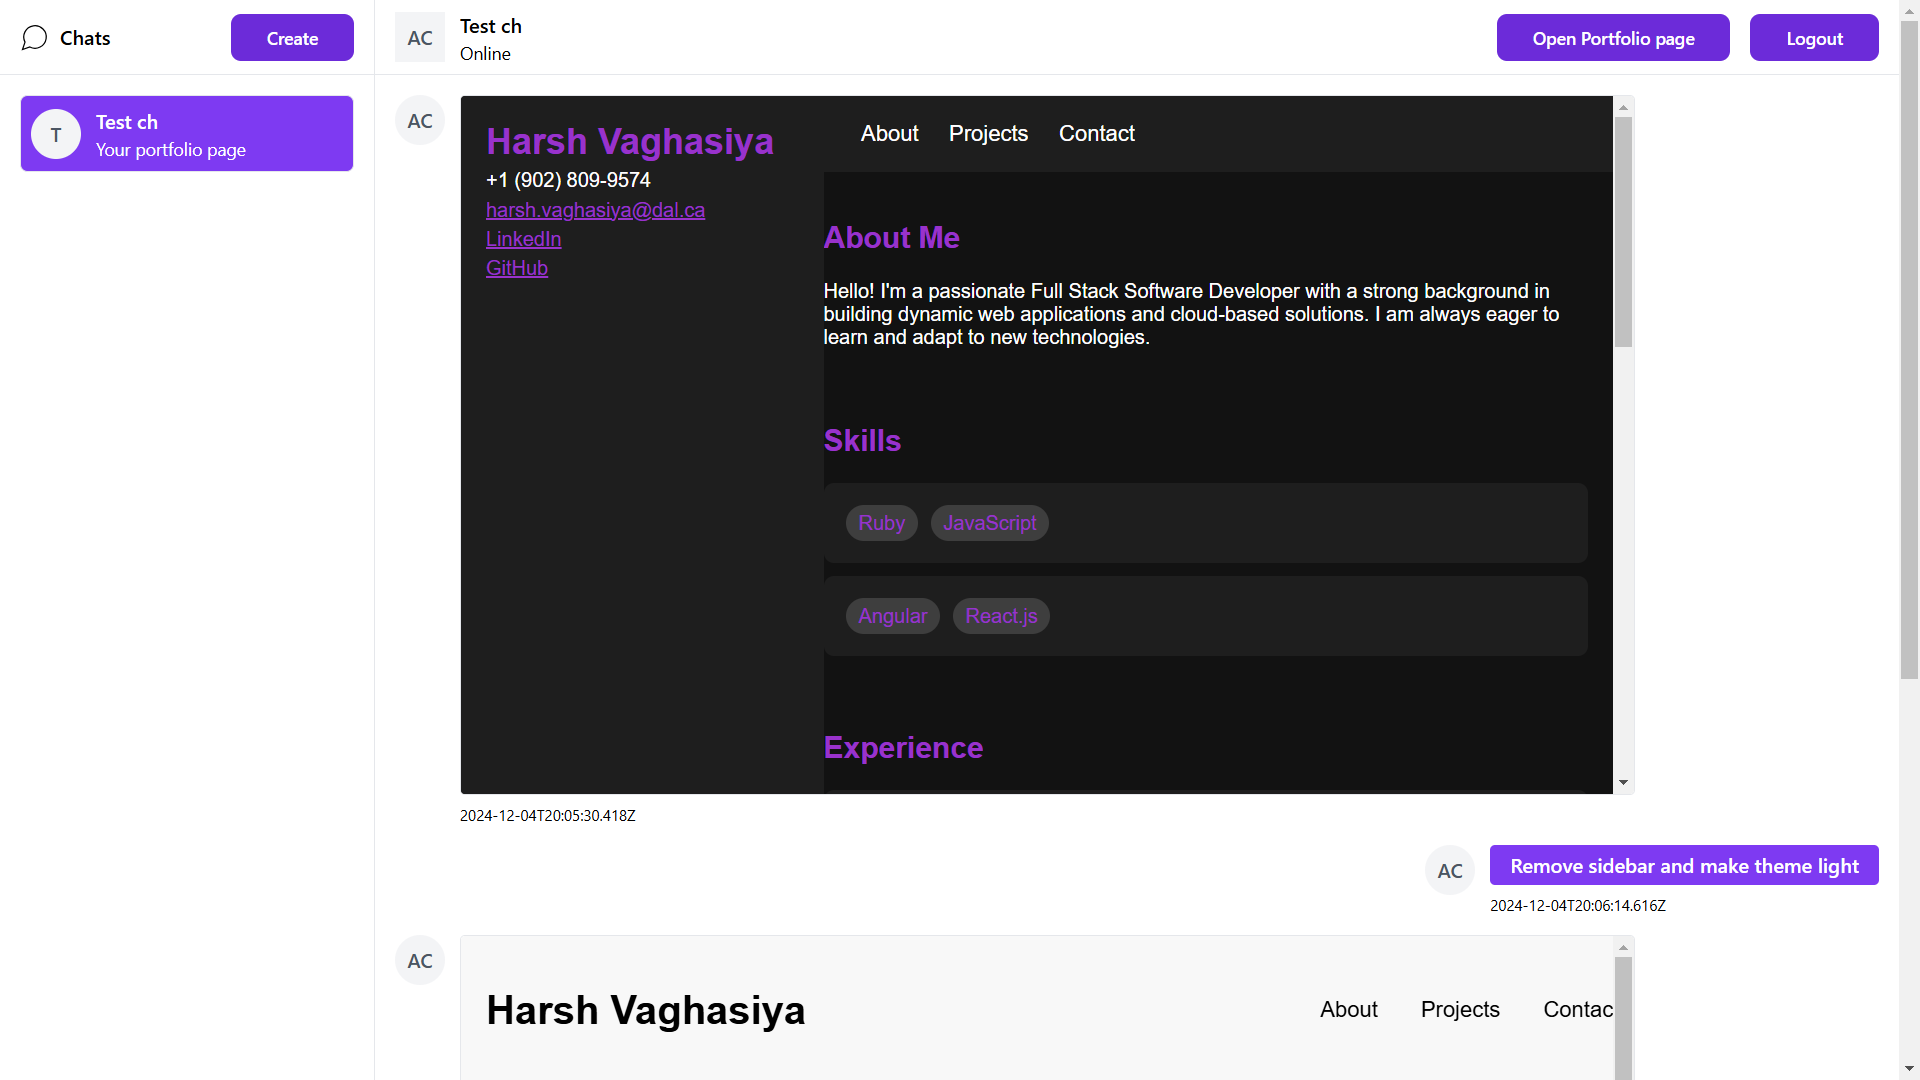 Chats
Create
AC
Test ch
Online
Open Portfolio page
Logout
T
Test ch
Your portfolio page
AC
Harsh Vaghasiya
+1 (902) 809-9574
harsh.vaghasiya@dal.ca
LinkedIn
GitHub
About
Projects
Contact
About Me
Hello! I'm a passionate Full Stack Software Developer with a strong background in
building dynamic web applications and cloud-based solutions. I am always eager to
learn and adapt to new technologies.
Skills
Ruby
JavaScript
Angular
React.js
Experience
2024-12-04T20:05:30.418Z
AC
Remove sidebar and make theme light
2024-12-04T20:06:14.616Z
AC
Harsh Vaghasiya
About
Projects
Contac